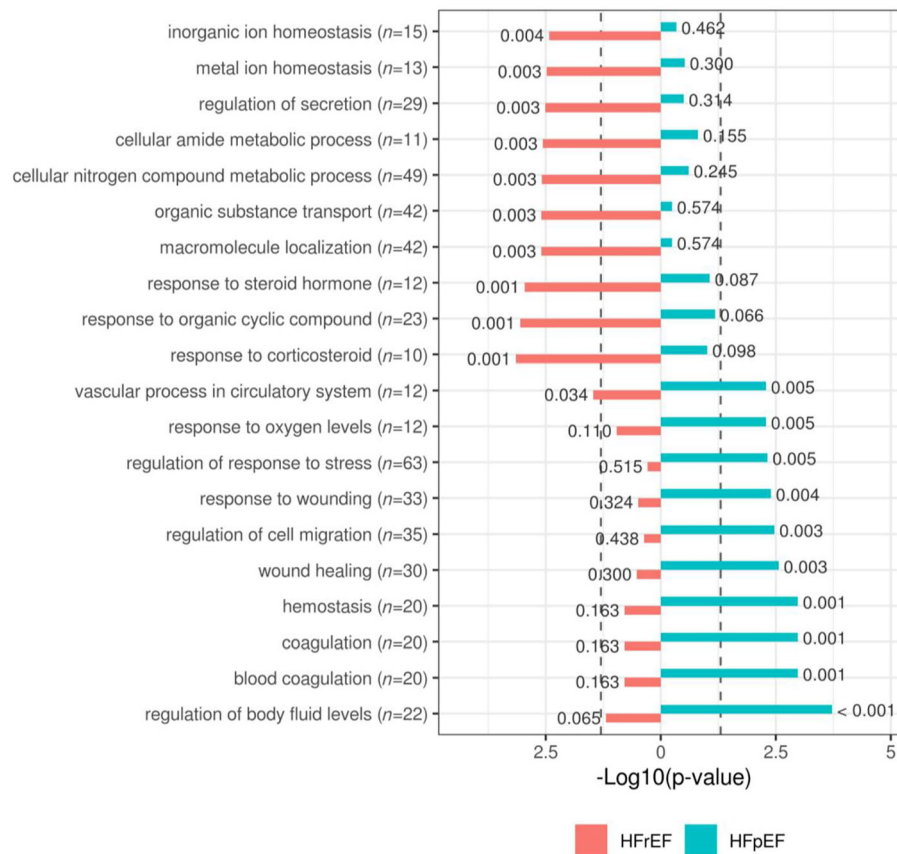 inorganic ion homeostasis (n=15) 0.004 0.462
metal ion homeostasis (n=13) 0.003 0.300
regulation of secretion (n=29) 0.003 0.314
cellular amide metabolic process (n=11) 0.003 0.155
cellular nitrogen compound metabolic process (n=49) 0.003 0.245
organic substance transport (n=42) 0.003 0.574
macromolecule localization (n=42) 0.003 0.574
response to steroid hormone (n=12) 0.001 0.087
response to organic cyclic compound (n=23) 0.001 0.066
response to corticosteroid (n=10) 0.001 0.098
vascular process in circulatory system (n=12) 0.034 0.005
response to oxygen levels (n=12) 0.110 0.005
regulation of response to stress (n=63) 0.515 0.005
response to wounding (n=33) 0.324 0.004
regulation of cell migration (n=35) 0.438 0.003
wound healing (n=30) 0.300 0.003
hemostasis (n=20) 0.163 0.001
coagulation (n=20) 0.163 0.001
blood coagulation (n=20) 0.163 0.001
regulation of body fluid levels (n=22) 0.065 < 0.001
2.5 0 2.5 5
-Log10(p-value)
HFrEF HFpEF